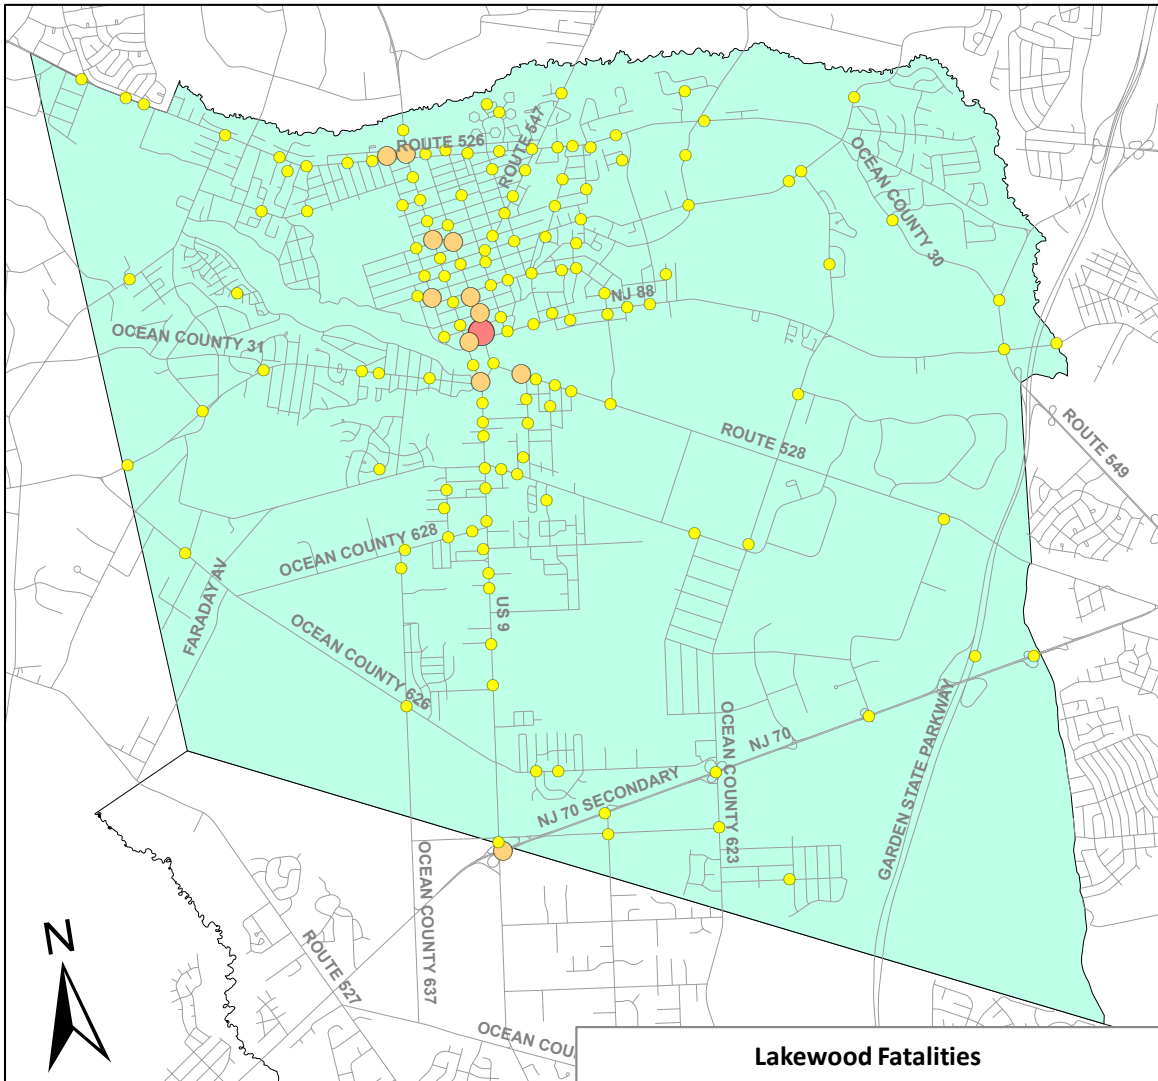 ROUTE 526
ROUTE 547
OCEAN COUNTY 30
NJ 88
OCEAN COUNTY 31
ROUTE 528
ROUTE 549
OCEAN COUNTY 628
FARADAY AV
US 9
OCEAN COUNTY 626
OCEAN COUNTY 623
NJ 70
GARDEN STATE PARKWAY
NJ 70 SECONDARY
OCEAN COUNTY 637
N
ROUTE 527
OCEAN COU
Lakewood Fatalities